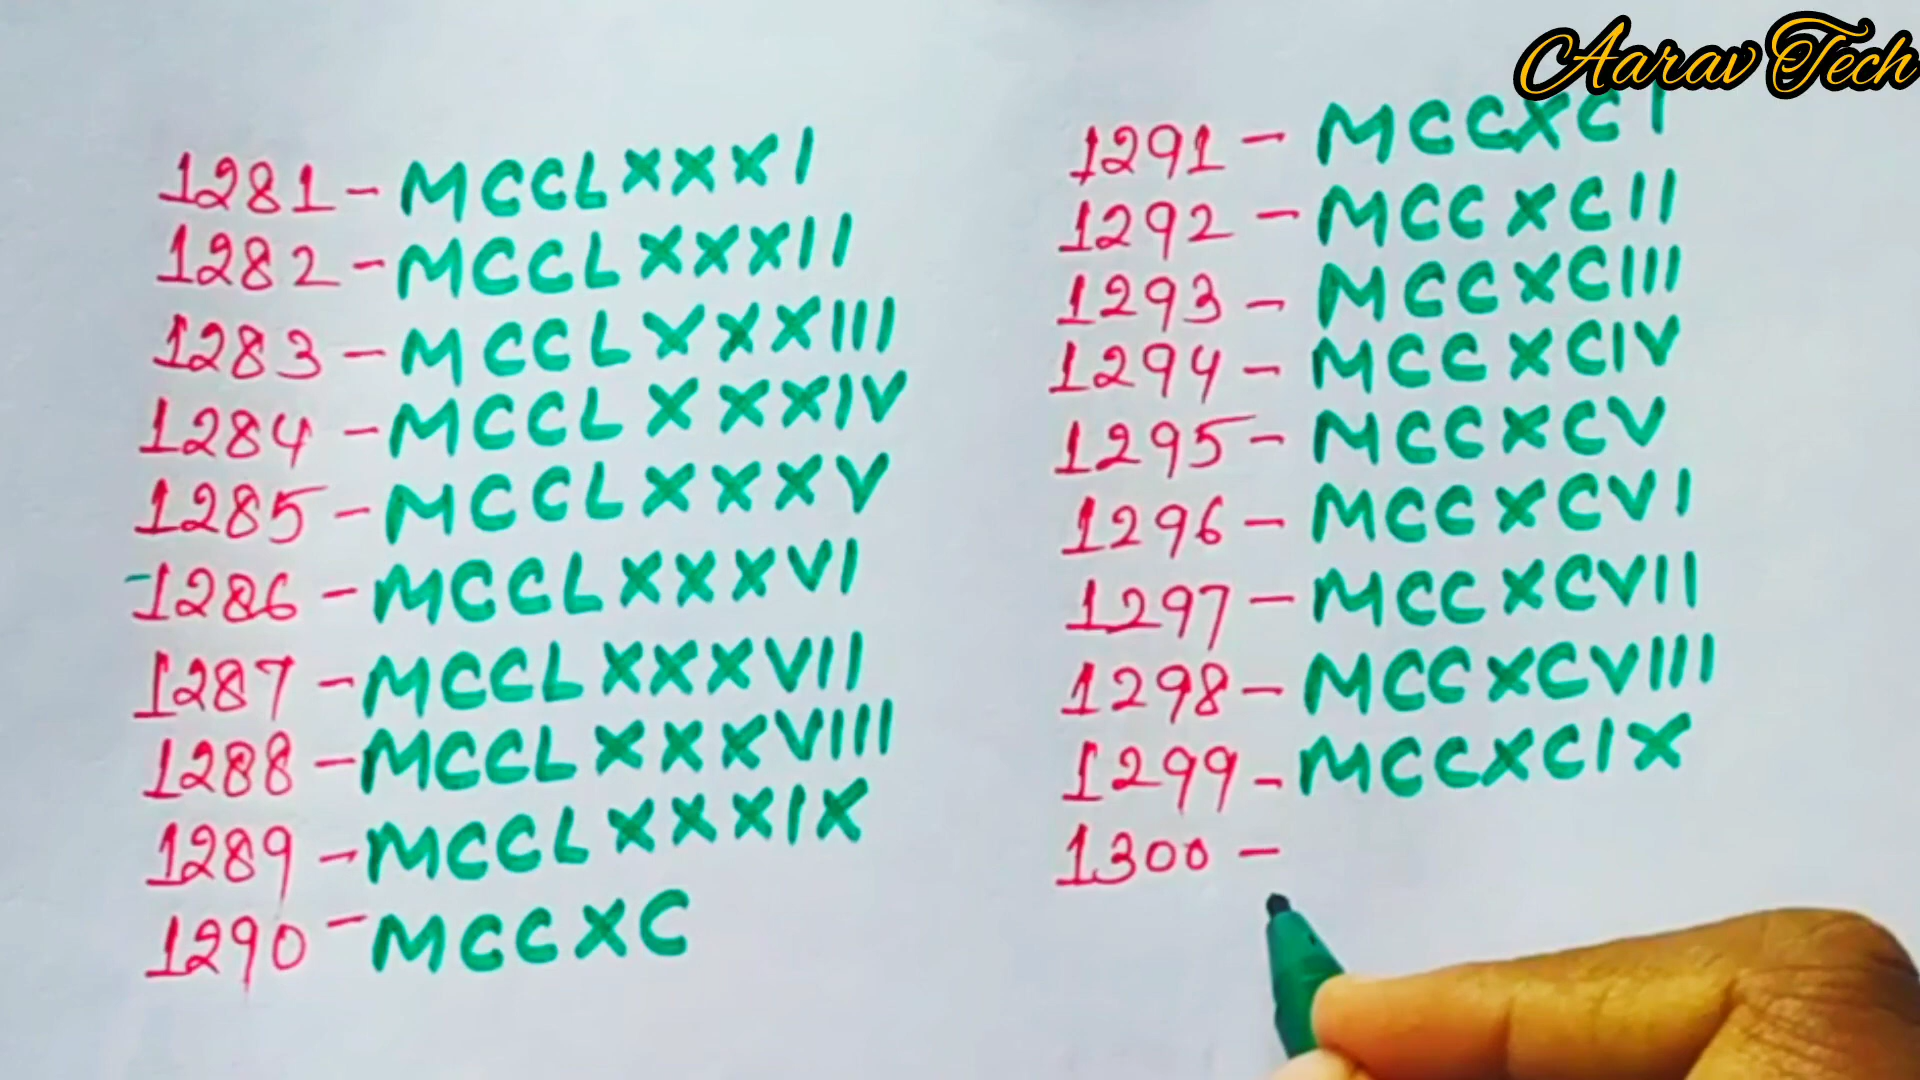 Aarav Tech
1281 - MCCLXXXI
1282 - MCCLXXXII
1283 - MCCLXXXIII
1284 - MCCLXXXIV
1285 - MCCLXXXV
1286 - MCCLXXXVI
1287 - MCCLXXXVII
1288 - MCCLXXXVIII
1289 - MCCLXXXIX
1290 - MCCXC
1291 - MCCXCI
1292 - MCCXCII
1293 - MCCXCIII
1294 - MCCXCIV
1295 - MCCXCV
1296 - MCCXCVI
1297 - MCCXCVII
1298 - MCCXCVIII
1299 - MCCXCIX
1300 -